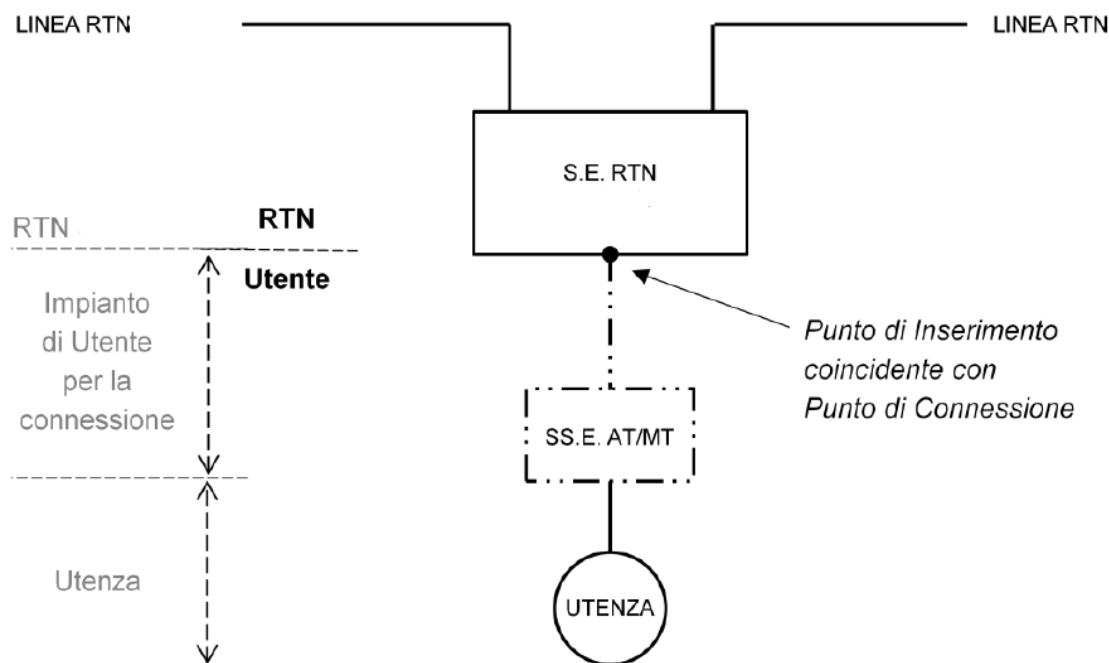 LINEA RTN
LINEA RTN
S.E. RTN
RTN
RTN
Utente
Impianto
di Utente
per la
connessione
Punto di Inserimento
coincidente con
Punto di Connessione
SS.E. AT/MT
Utenza
UTENZA